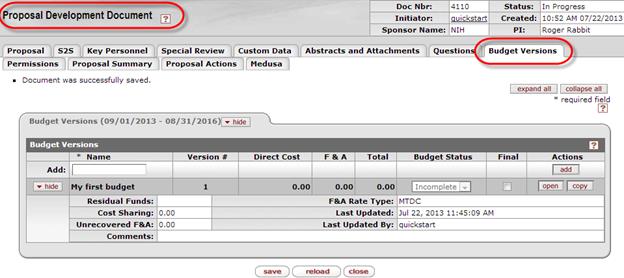 Proposal Development Document ?
Doc Nbr: 4110 Status: In Progress
Initiator: quickstart Created: 10:52 AM 07/22/2013
Sponsor Name: NIH PI: Roger Rabbit
Proposal S2S Key Personnel Special Review Custom Data Abstracts and Attachments Questions Budget Versions
Permissions Proposal Summary Proposal Actions Medusa
Document was successfully saved.
expand all collapse all
* required field
?
Budget Versions (09/01/2013 - 08/31/2016) hide
Budget Versions ?
* Name Version # Direct Cost F & A Total Budget Status Final Actions
Add: add
hide My first budget 1 0.00 0.00 0.00 Incomplete open copy
Residual Funds: F&A Rate Type: MTDC
Cost Sharing: 0.00 Last Updated: Jul 22, 2013 11:45:09 AM
Unrecovered F&A: 0.00 Last Updated By: quickstart
Comments:
save reload close